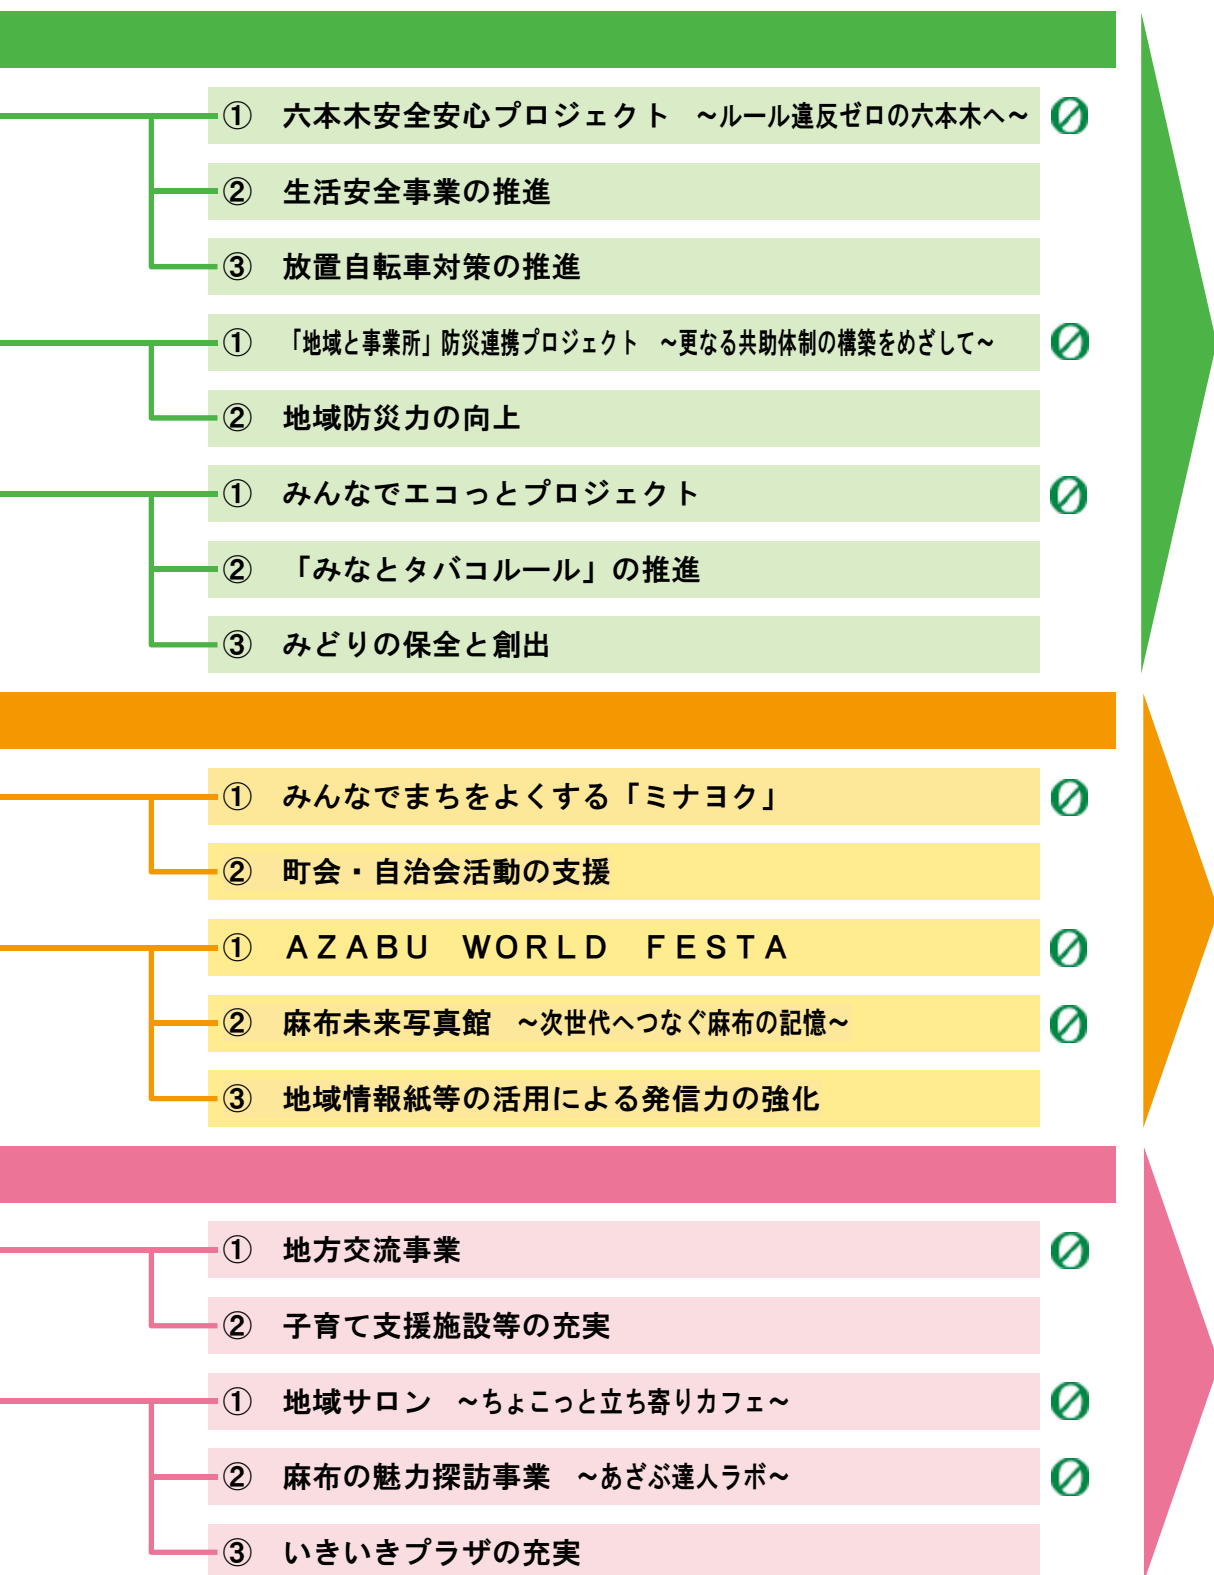 ① 六本木安全安心プロジェクト ~ルール違反ゼロの六本木へ~
② 生活安全事業の推進
③ 放置自転車対策の推進
① 「地域と事業所」防災連携プロジェクト ~更なる共助体制の構築をめざして~
② 地域防災力の向上
① みんなでエコっとプロジェクト
② 「みなとタバコルール」の推進
③ みどりの保全と創出
① みんなでまちをよくする「ミナヨク」
② 町会・自治会活動の支援
① AZABU WORLD FESTA
② 麻布未来写真館 ~次世代へつなぐ麻布の記憶~
③ 地域情報紙等の活用による発信力の強化
① 地方交流事業
② 子育て支援施設等の充実
① 地域サロン ~ちょこっと立ち寄りカフェ~
② 麻布の魅力探訪事業 ~あざぶ達人ラボ~
③ いきいきプラザの充実